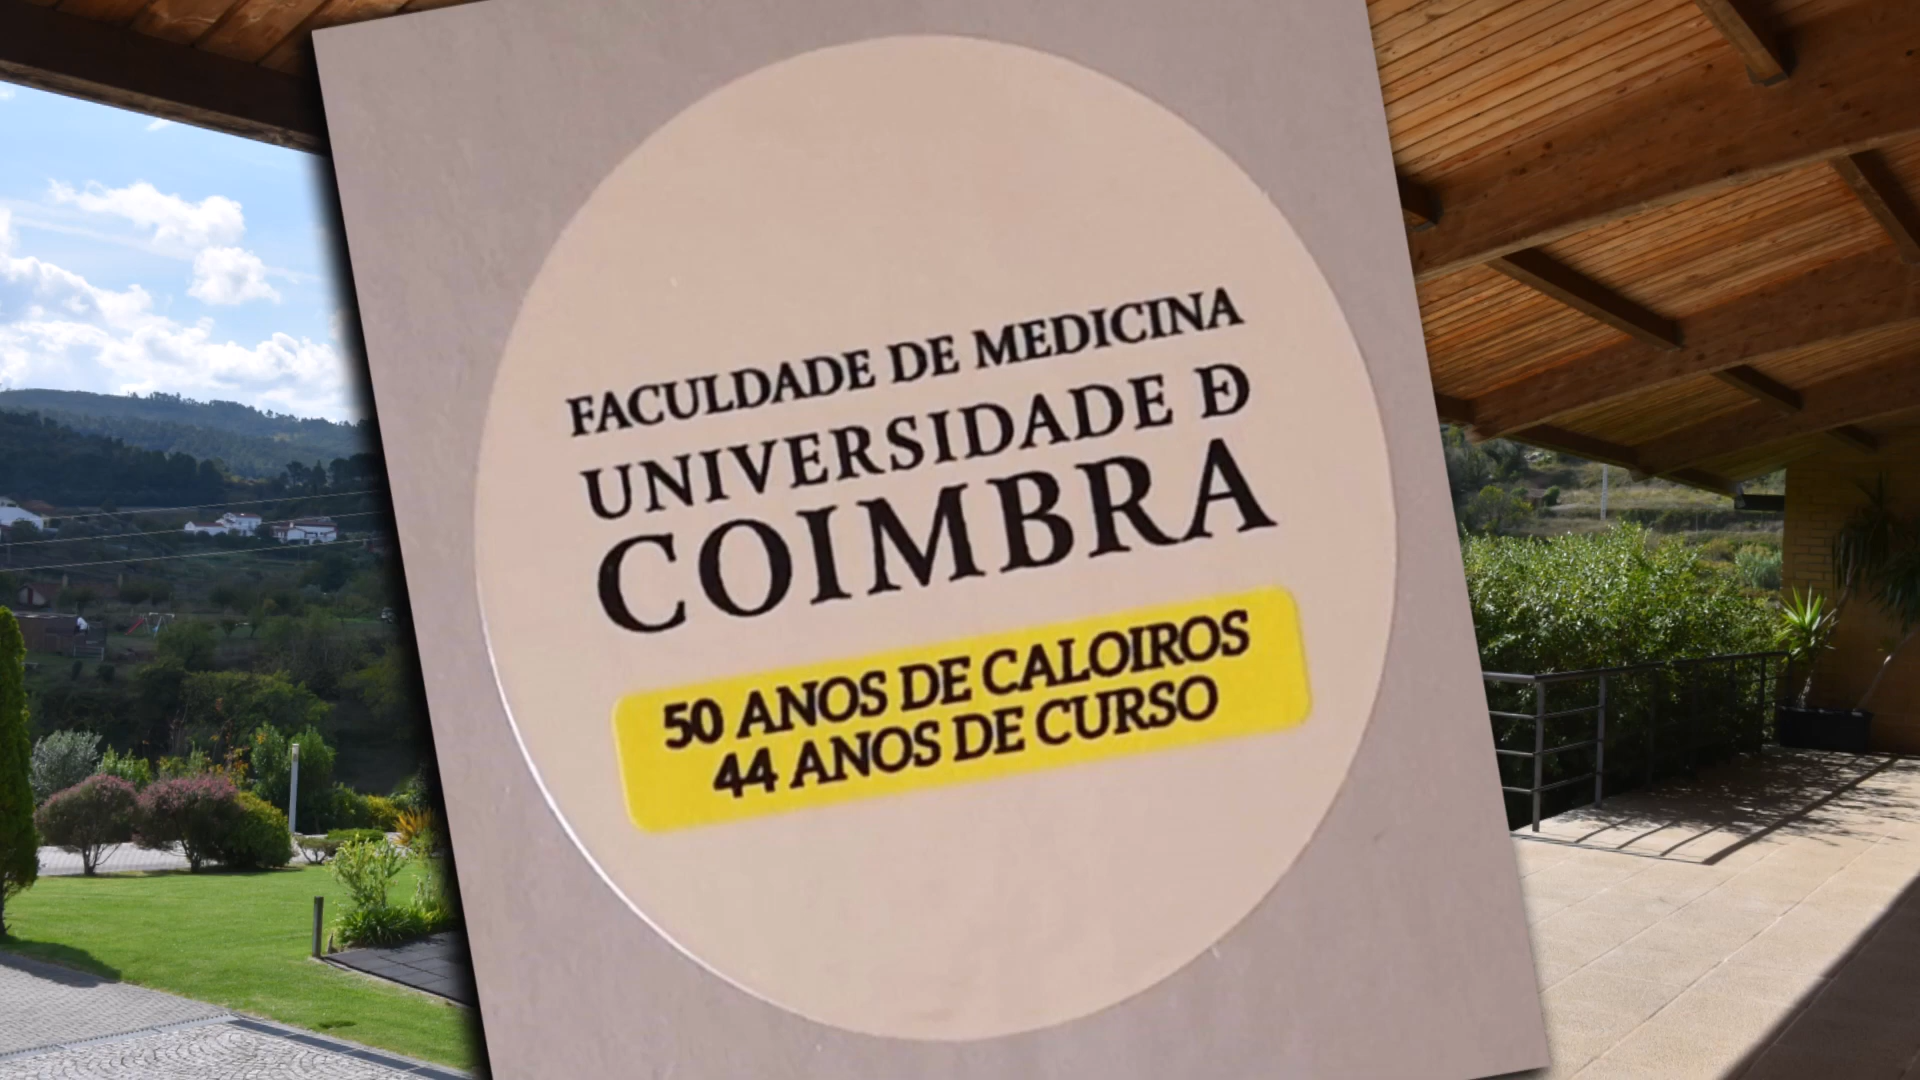 FACULDADE DE MEDICINA
UNIVERSIDADE Ð
COIMBRA
50 ANOS DE CALOIROS
44 ANOS DE CURSO